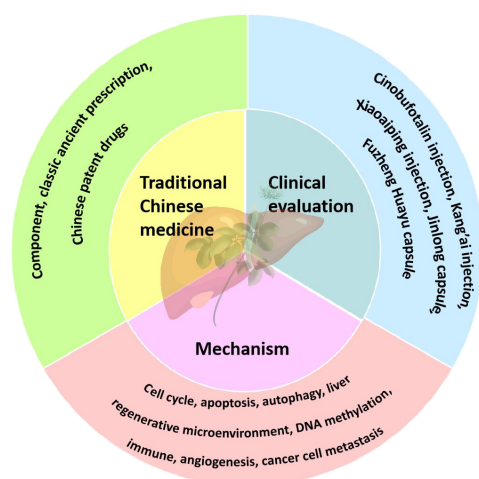 Component, classic ancient prescription,
Chinese patent drugs
Traditional
Chinese
medicine
Clinical
evaluation
Cinobufotalin injection, Kang'ai injection,
Xiaoaiping injection, Jinlong capsule,
Fuzheng Huayu capsule
Mechanism
Cell cycle, apoptosis, autophagy, liver
regenerative microenvironment, DNA methylation,
immune, angiogenesis, cancer cell metastasis